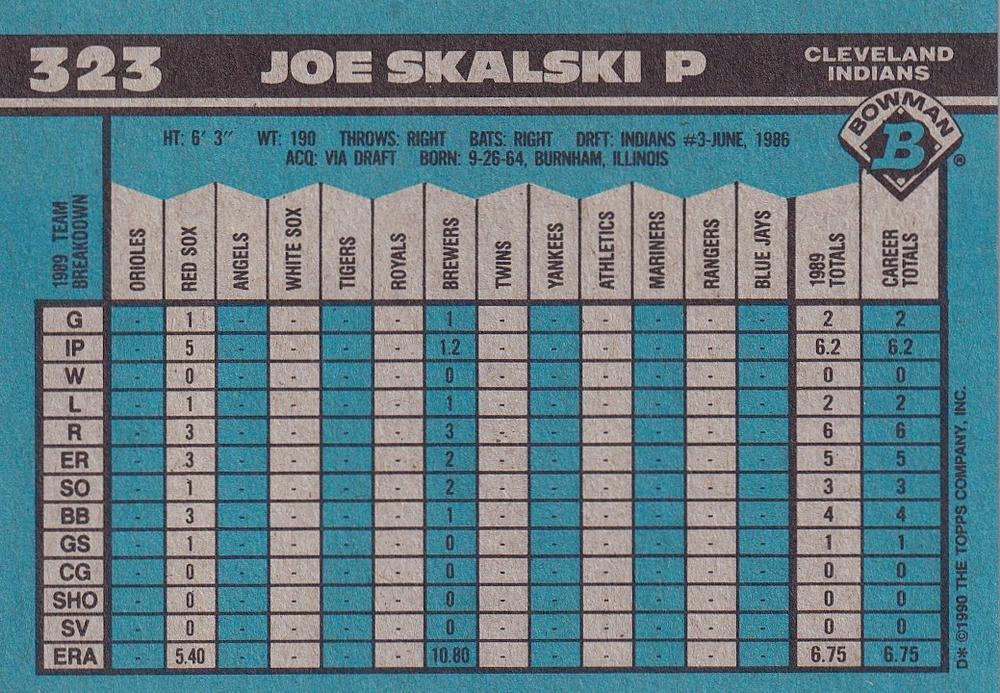 323 JOE SKALSKI P CLEVELAND INDIANS
BOWMAN
B
®
HT: 6' 3" WT: 190 THROWS: RIGHT BATS: RIGHT DRFT: INDIANS #3-JUNE, 1986
ACQ: VIA DRAFT BORN: 9-26-64, BURNHAM, ILLINOIS
1989 TEAM BREAKDOWN ORIOLES RED SOX ANGELS WHITE SOX TIGERS ROYALS BREWERS TWINS YANKEES ATHLETICS MARINERS RANGERS BLUE JAYS 1989 TOTALS CAREER TOTALS
G - 1 - - - - 1 - - - - - - 2 2
IP - 5 - - - - 1.2 - - - - - - 6.2 6.2
W - 0 - - - - 0 - - - - - - 0 0
L - 1 - - - - 1 - - - - - - 2 2
R - 3 - - - - 3 - - - - - - 6 6
ER - 3 - - - - 2 - - - - - - 5 5
SO - 1 - - - - 2 - - - - - - 3 3
BB - 3 - - - - 1 - - - - - - 4 4
GS - 1 - - - - 0 - - - - - - 1 1
CG - 0 - - - - 0 - - - - - - 0 0
SHO - 0 - - - - 0 - - - - - - 0 0
SV - 0 - - - - 0 - - - - - - 0 0
ERA - 5.40 - - - - 10.80 - - - - - - 6.75 6.75
D* ©1990 THE TOPPS COMPANY, INC.